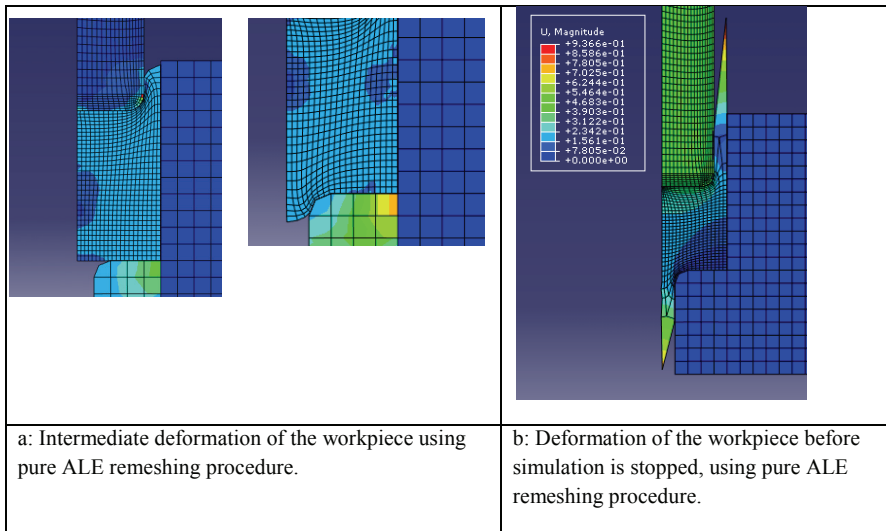 U, Magnitude
+9.366e-01
+8.586e-01
+7.805e-01
+7.025e-01
+6.244e-01
+5.464e-01
+4.683e-01
+3.903e-01
+3.122e-01
+2.342e-01
+1.561e-01
+7.805e-02
+0.000e+00
a: Intermediate deformation of the workpiece using
pure ALE remeshing procedure.
b: Deformation of the workpiece before
simulation is stopped, using pure ALE
remeshing procedure.